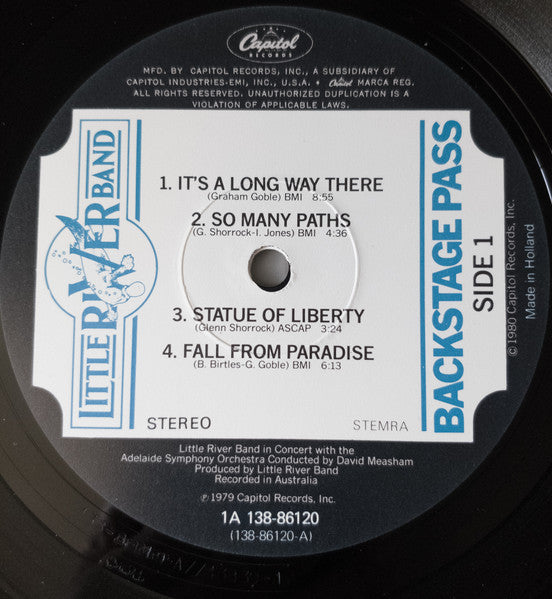 Capitol
RECORDS
MFD. BY CAPITOL RECORDS, INC., A SUBSIDIARY OF
CAPITOL INDUSTRIES-EMI, INC., U.S.A. • Capitol MARCA REG.
ALL RIGHTS RESERVED. UNAUTHORIZED DUPLICATION IS A
VIOLATION OF APPLICABLE LAWS.
LITTLE RIVER BAND
1. IT'S A LONG WAY THERE
(Graham Goble) BMI 8:55
2. SO MANY PATHS
(G. Shorrock-I. Jones) BMI 4:36
3. STATUE OF LIBERTY
(Glenn Shorrock) ASCAP 3:24
4. FALL FROM PARADISE
(B. Birtles-G. Goble) BMI 6:13
STEREO
STEMRA
BACKSTAGE PASS
SIDE 1
© 1980 Capitol Records, Inc.
Made in Holland
Little River Band in Concert with the
Adelaide Symphony Orchestra Conducted by David Measham
Produced by Little River Band
Recorded in Australia
℗ 1979 Capitol Records, Inc.
1A 138-86120
(138-86120-A)